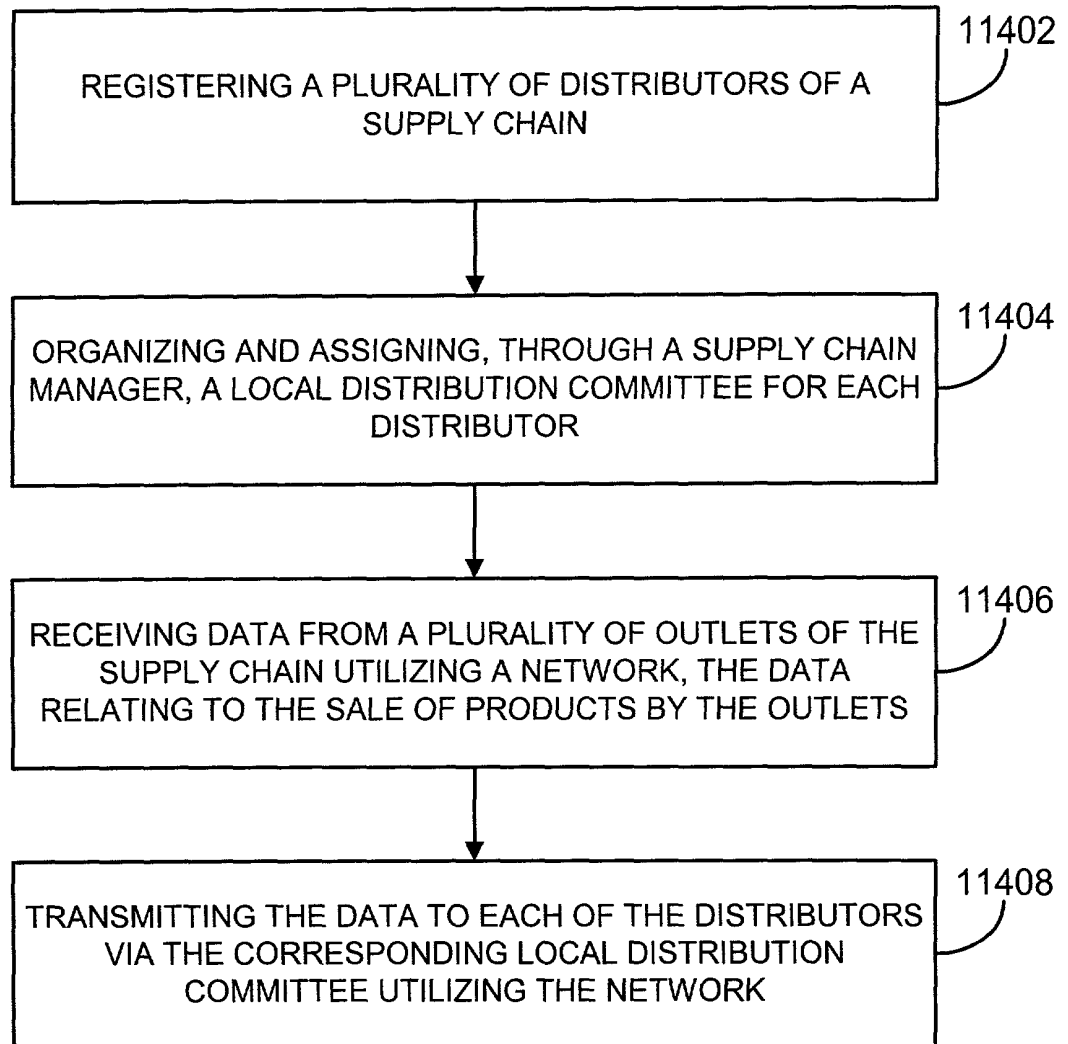 11402
REGISTERING A PLURALITY OF DISTRIBUTORS OF A
SUPPLY CHAIN
11404
ORGANIZING AND ASSIGNING, THROUGH A SUPPLY CHAIN
MANAGER, A LOCAL DISTRIBUTION COMMITTEE FOR EACH
DISTRIBUTOR
11406
RECEIVING DATA FROM A PLURALITY OF OUTLETS OF THE
SUPPLY CHAIN UTILIZING A NETWORK, THE DATA
RELATING TO THE SALE OF PRODUCTS BY THE OUTLETS
11408
TRANSMITTING THE DATA TO EACH OF THE DISTRIBUTORS
VIA THE CORRESPONDING LOCAL DISTRIBUTION
COMMITTEE UTILIZING THE NETWORK